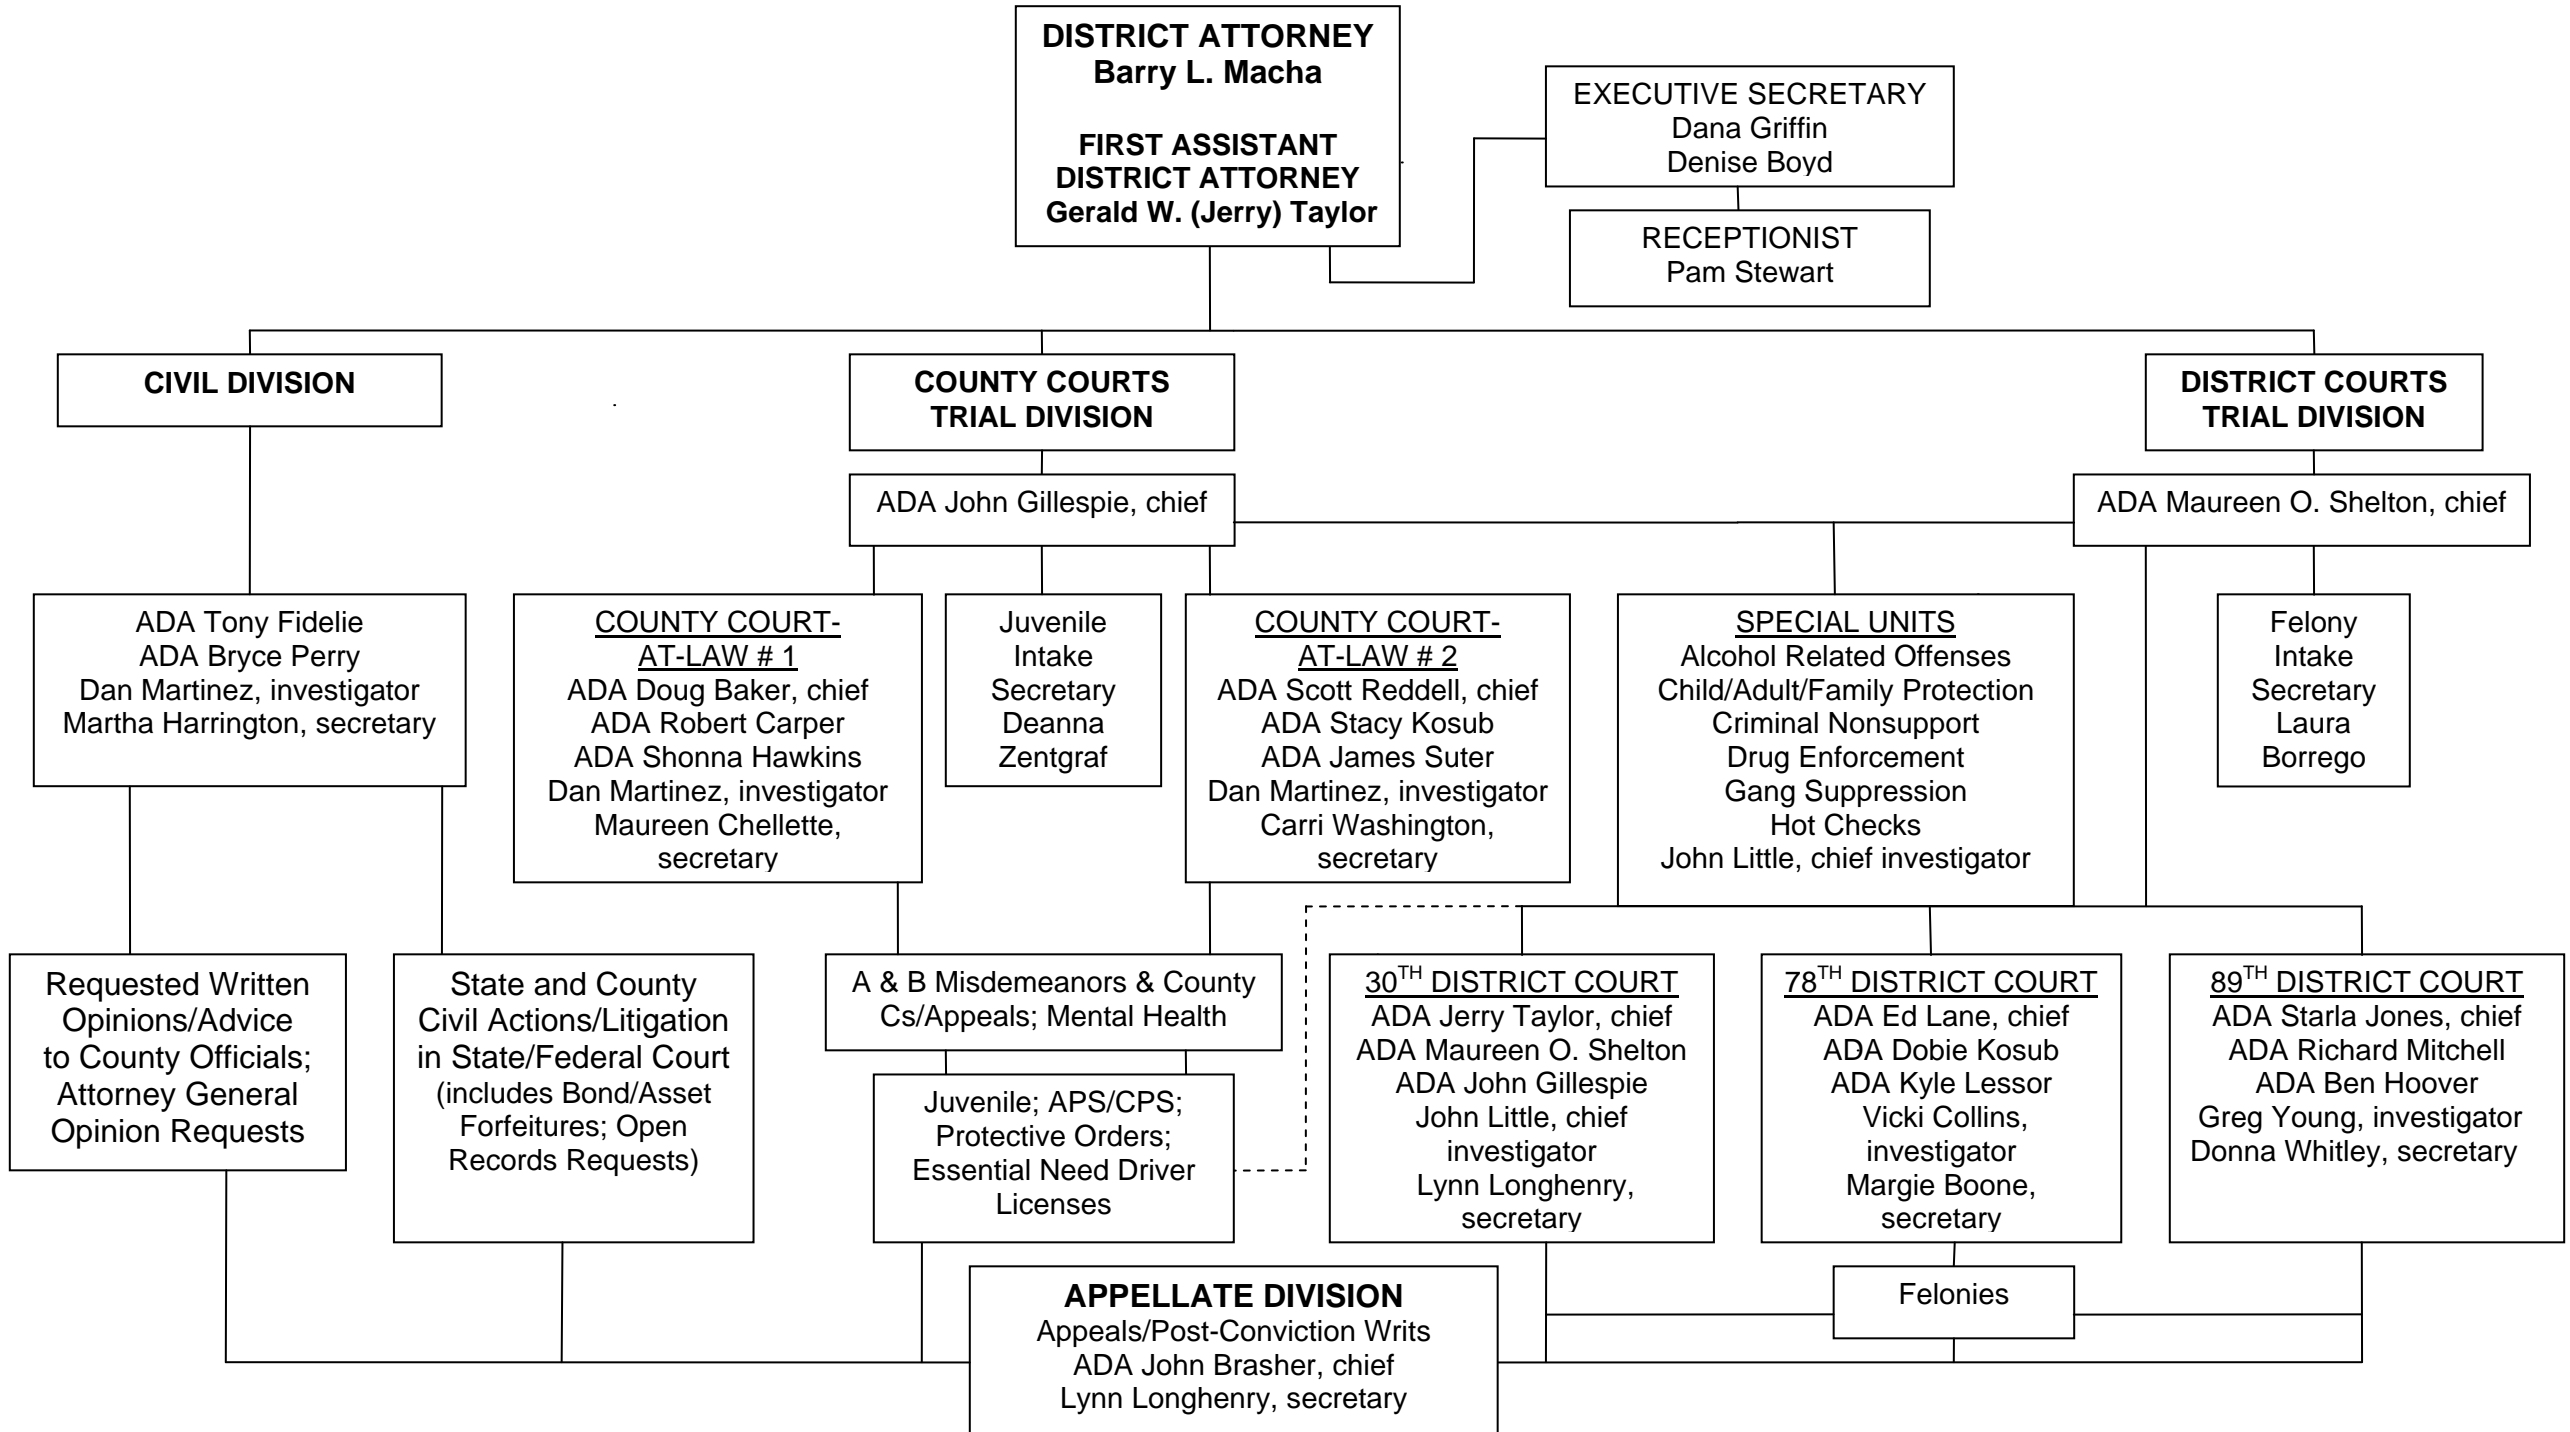 DISTRICT ATTORNEY
Barry L. Macha
FIRST ASSISTANT
DISTRICT ATTORNEY
Gerald W. (Jerry) Taylor
EXECUTIVE SECRETARY
Dana Griffin
Denise Boyd
RECEPTIONIST
Pam Stewart
CIVIL DIVISION
COUNTY COURTS
TRIAL DIVISION
DISTRICT COURTS
TRIAL DIVISION
ADA John Gillespie, chief
ADA Maureen O. Shelton, chief
ADA Tony Fidelie
ADA Bryce Perry
Dan Martinez, investigator
Martha Harrington, secretary
COUNTY COURT-
AT-LAW # 1
ADA Doug Baker, chief
ADA Robert Carper
ADA Shonna Hawkins
Dan Martinez, investigator
Maureen Chellette,
secretary
Juvenile
Intake
Secretary
Deanna
Zentgraf
COUNTY COURT-
AT-LAW # 2
ADA Scott Reddell, chief
ADA Stacy Kosub
ADA James Suter
Dan Martinez, investigator
Carri Washington,
secretary
SPECIAL UNITS
Alcohol Related Offenses
Child/Adult/Family Protection
Criminal Nonsupport
Drug Enforcement
Gang Suppression
Hot Checks
John Little, chief investigator
Felony
Intake
Secretary
Laura
Borrego
Requested Written
Opinions/Advice
to County Officials;
Attorney General
Opinion Requests
State and County
Civil Actions/Litigation
in State/Federal Court
(includes Bond/Asset
Forfeitures; Open
Records Requests)
A & B Misdemeanors & County
Cs/Appeals; Mental Health
Juvenile; APS/CPS;
Protective Orders;
Essential Need Driver
Licenses
30TH DISTRICT COURT
ADA Jerry Taylor, chief
ADA Maureen O. Shelton
ADA John Gillespie
John Little, chief
investigator
Lynn Longhenry,
secretary
78TH DISTRICT COURT
ADA Ed Lane, chief
ADA Dobie Kosub
ADA Kyle Lessor
Vicki Collins,
investigator
Margie Boone,
secretary
89TH DISTRICT COURT
ADA Starla Jones, chief
ADA Richard Mitchell
ADA Ben Hoover
Greg Young, investigator
Donna Whitley, secretary
Felonies
APPELLATE DIVISION
Appeals/Post-Conviction Writs
ADA John Brasher, chief
Lynn Longhenry, secretary